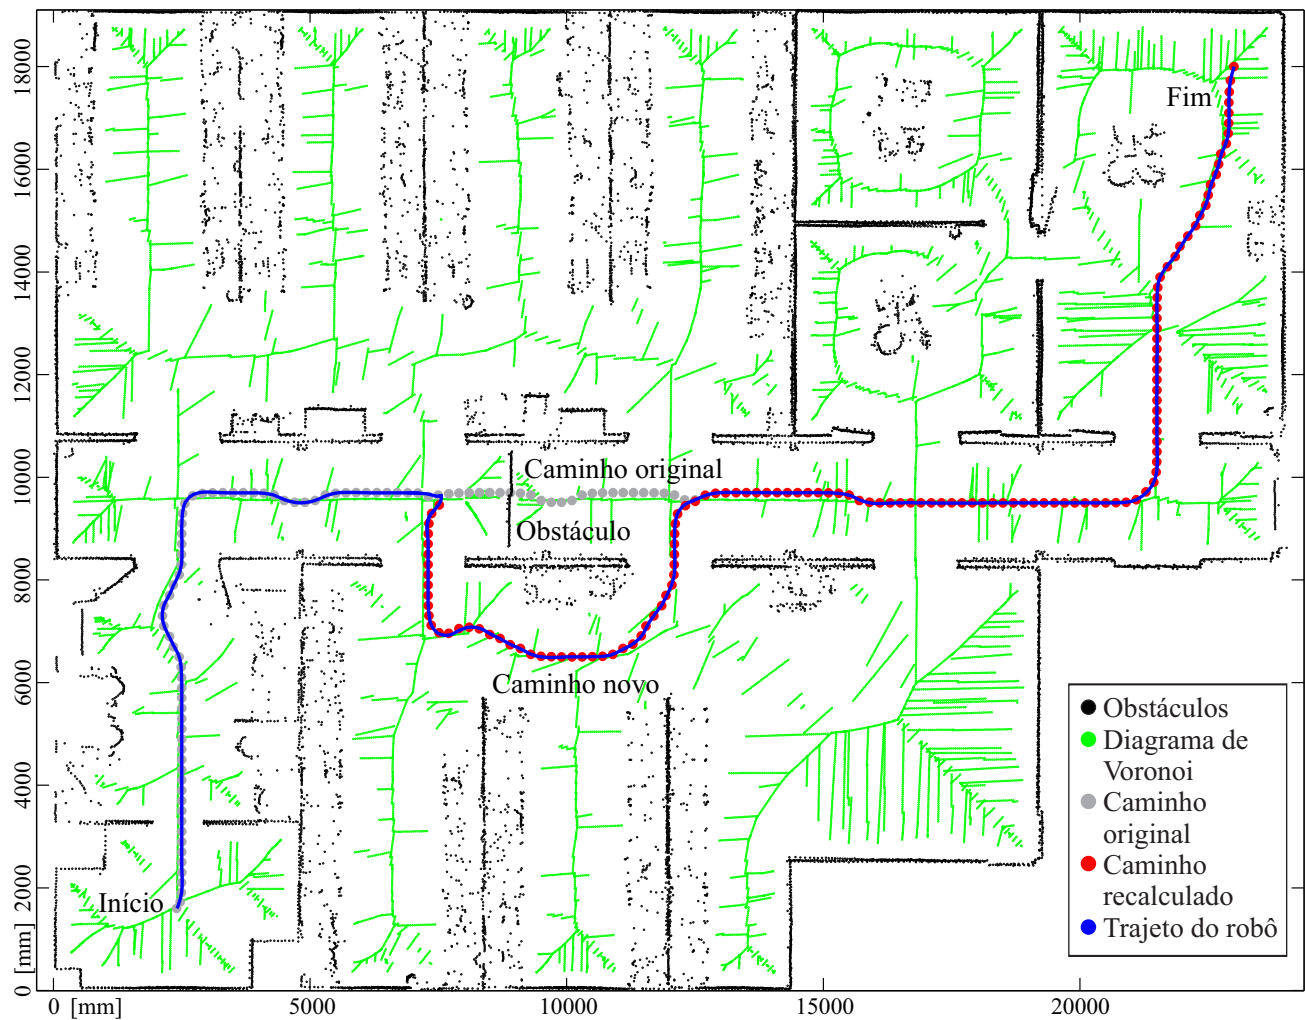 18000
16000
14000
12000
10000
8000
6000
4000
2000
0 [mm]
0 [mm]
5000
10000
15000
20000
Fim
Caminho original
Obstáculo
Caminho novo
Início
Obstáculos
Diagrama de
Voronoi
Caminho
original
Caminho
recalculado
Trajeto do robô